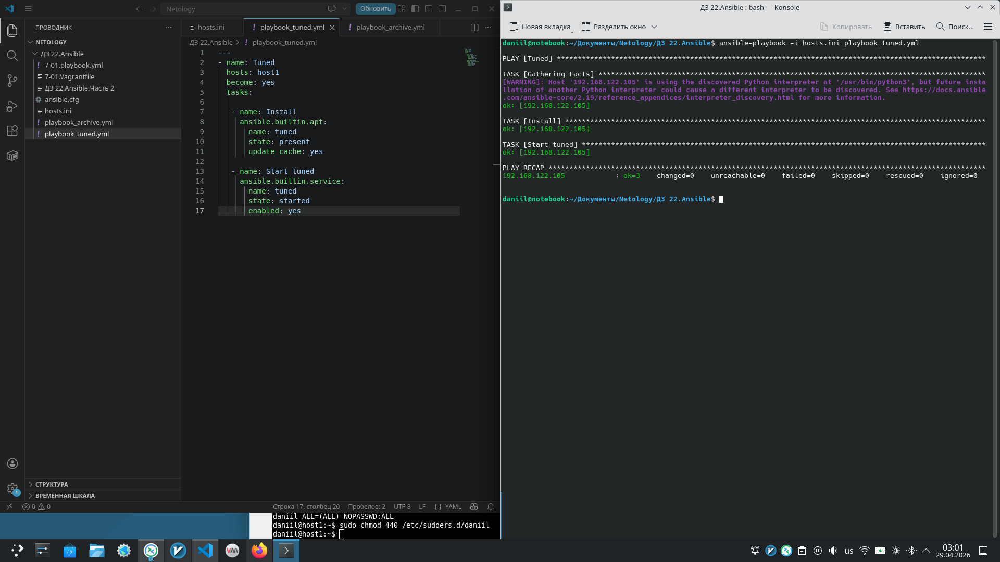 Netology
Обновить
ПРОВОДНИК
NETOLOGY
ДЗ 22.Ansible
7-01.playbook.yml
7-01.Vagrantfile
ДЗ 22.Ansible.Часть 2
ansible.cfg
hosts.ini
playbook_archive.yml
playbook_tuned.yml
СТРУКТУРА
ВРЕМЕННАЯ ШКАЛА
hosts.ini
playbook_tuned.yml
playbook_archive.yml
ДЗ 22.Ansible > ! playbook_tuned.yml
1 ---
2 - name: Tuned
3 hosts: host1
4 become: yes
5 tasks:
6
7 - name: Install
8 ansible.builtin.apt:
9 name: tuned
10 state: present
11 update_cache: yes
12
13 - name: Start tuned
14 ansible.builtin.service:
15 name: tuned
16 state: started
17 enabled: yes
0 0 Строка 17, столбец 20 Пробелов: 2 UTF-8 LF { } YAML
1
daniil ALL=(ALL) NOPASSWD:ALL
daniil@host1:~$ sudo chmod 440 /etc/sudoers.d/daniil
daniil@host1:~$
ДЗ 22.Ansible : bash — Konsole
Новая вкладка Разделить окно Копировать Вставить Поиск...
daniil@notebook:~/Документы/Netology/ДЗ 22.Ansible$ ansible-playbook -i hosts.ini playbook_tuned.yml
PLAY [Tuned] *******************************************************************************************************
TASK [Gathering Facts] *********************************************************************************************
[WARNING]: Host '192.168.122.105' is using the discovered Python interpreter at '/usr/bin/python3', but future insta
llation of another Python interpreter could cause a different interpreter to be discovered. See https://docs.ansible
.com/ansible-core/2.19/reference_appendices/interpreter_discovery.html for more information.
ok: [192.168.122.105]
TASK [Install] *****************************************************************************************************
ok: [192.168.122.105]
TASK [Start tuned] *************************************************************************************************
ok: [192.168.122.105]
PLAY RECAP *********************************************************************************************************
192.168.122.105 : ok=3 changed=0 unreachable=0 failed=0 skipped=0 rescued=0 ignored=0
daniil@notebook:~/Документы/Netology/ДЗ 22.Ansible$
us
03:01
29.04.2026